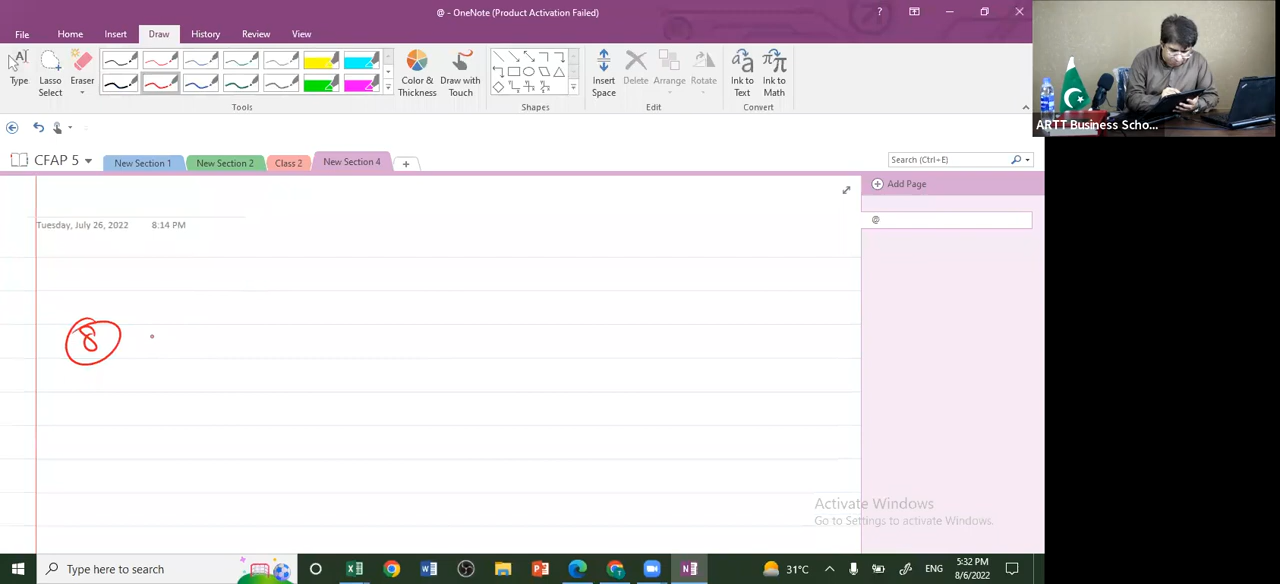 @ - OneNote (Product Activation Failed)
?
File Home Insert Draw History Review View
Type
Lasso Select
Eraser
Color & Thickness
Draw with Touch
Insert Space
Delete
Arrange
Rotate
Ink to Text
Ink to Math
Tools
Shapes
Edit
Convert
ARTT Business Scho...
CFAP 5
New Section 1
New Section 2
Class 2
New Section 4
Search (Ctrl+E)
Add Page
@
Tuesday, July 26, 2022 8:14 PM
8
Activate Windows
Go to Settings to activate Windows.
Type here to search
31°C
ENG
5:32 PM
8/6/2022